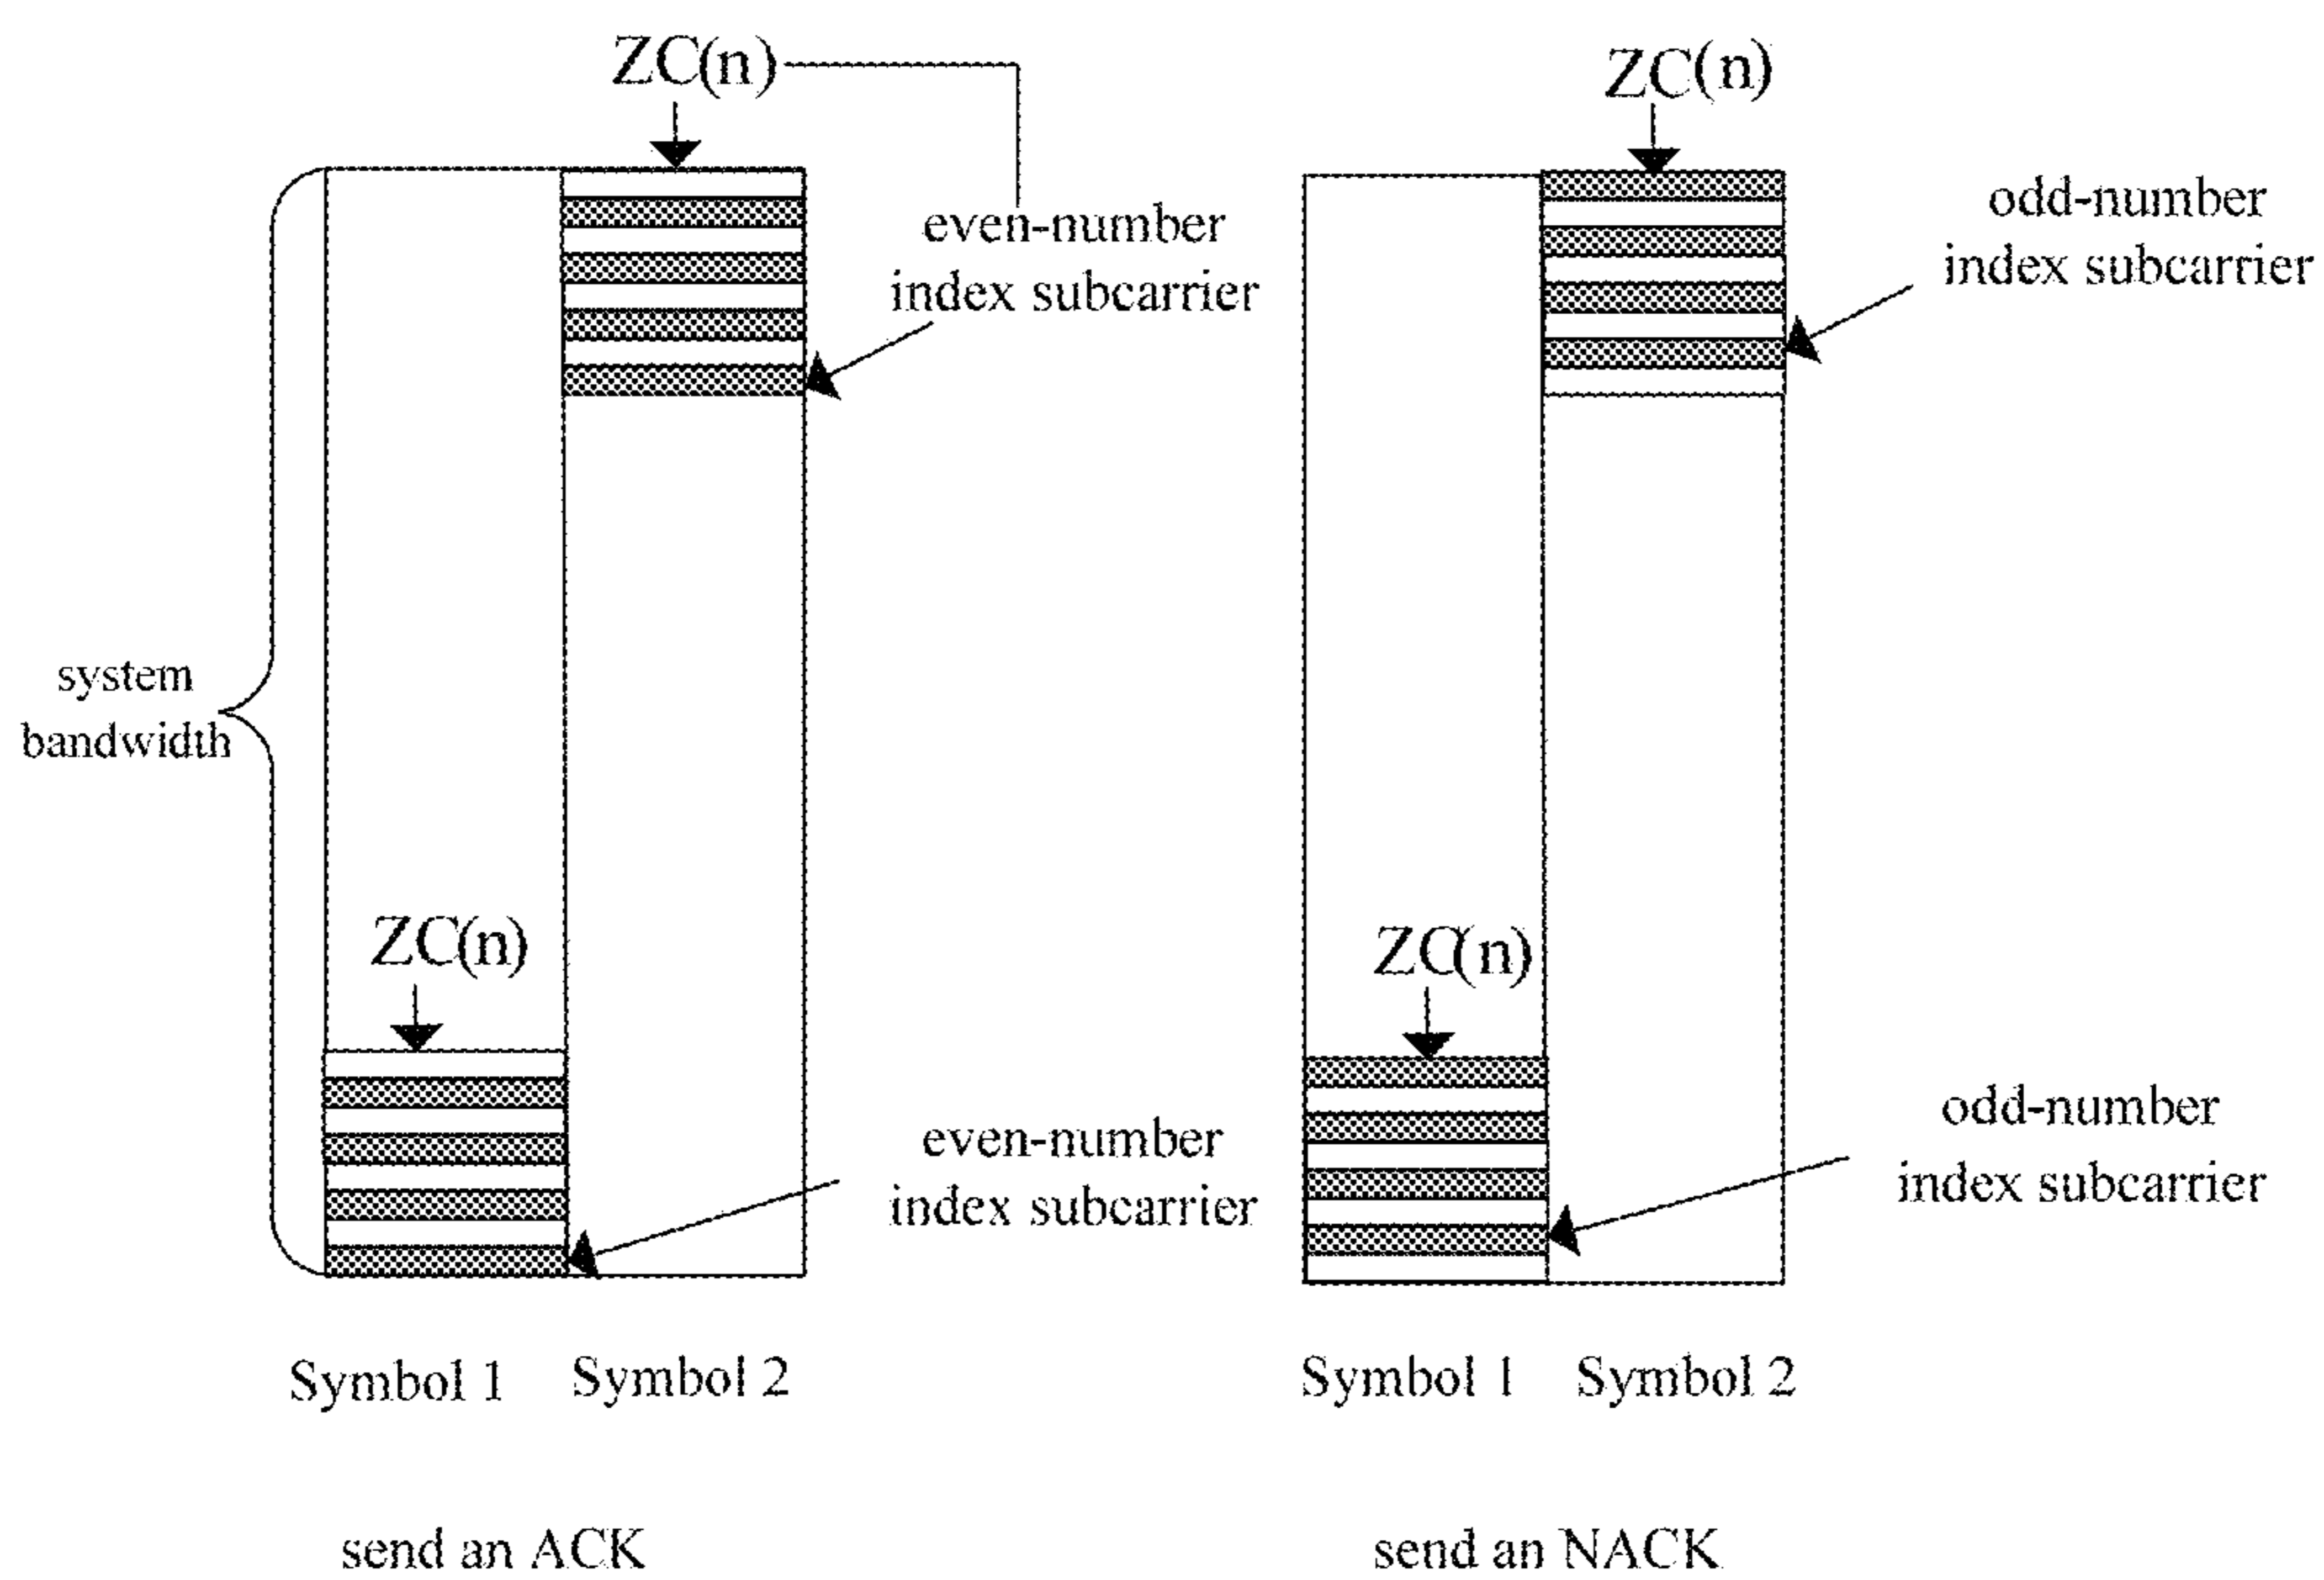 ZC(n)
ZC(n)
even-number
index subcarrier
odd-number
index subcarrier
system
bandwidth
ZC(n)
ZC(n)
even-number
index subcarrier
odd-number
index subcarrier
Symbol 1
Symbol 2
Symbol 1
Symbol 2
send an ACK
send an NACK